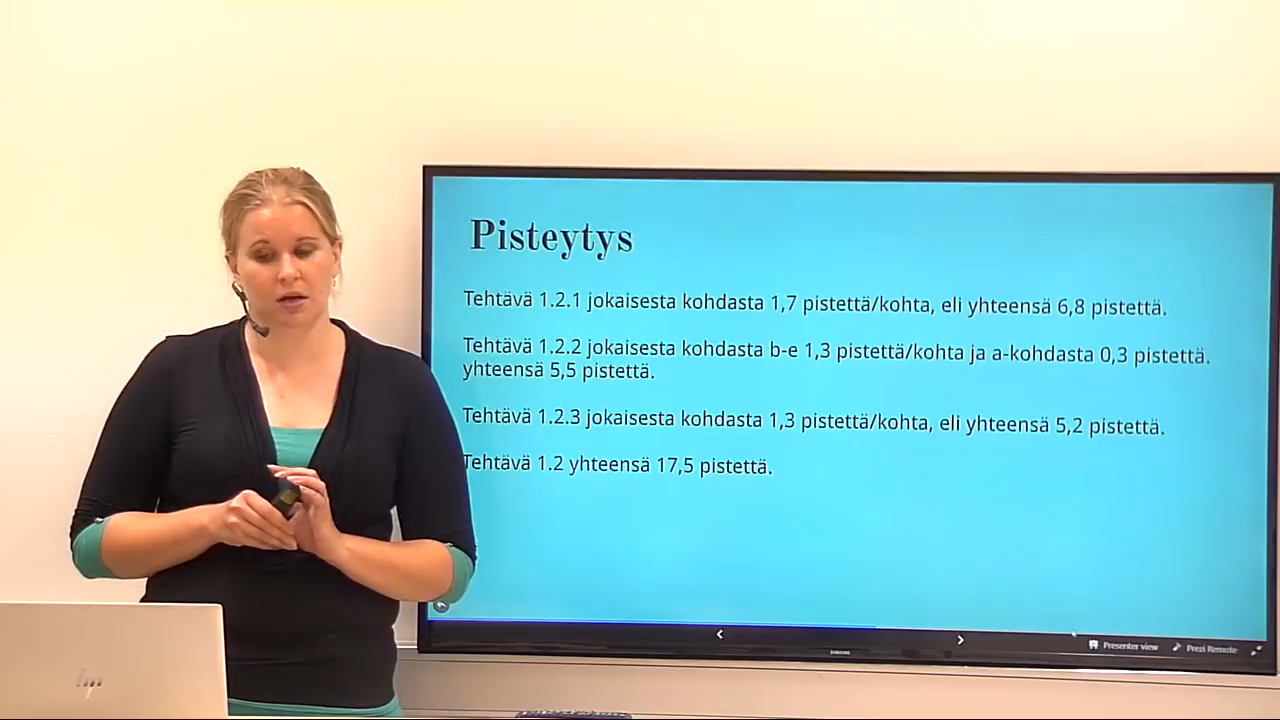 Pisteytys
Tehtävä 1.2.1 jokaisesta kohdasta 1,7 pistettä/kohta, eli yhteensä 6,8 pistettä.
Tehtävä 1.2.2 jokaisesta kohdasta b-e 1,3 pistettä/kohta ja a-kohdasta 0,3 pistettä.
yhteensä 5,5 pistettä.
Tehtävä 1.2.3 jokaisesta kohdasta 1,3 pistettä/kohta, eli yhteensä 5,2 pistettä.
Tehtävä 1.2 yhteensä 17,5 pistettä.
Presenter view
Prezi Remote
SAMSUNG
hp